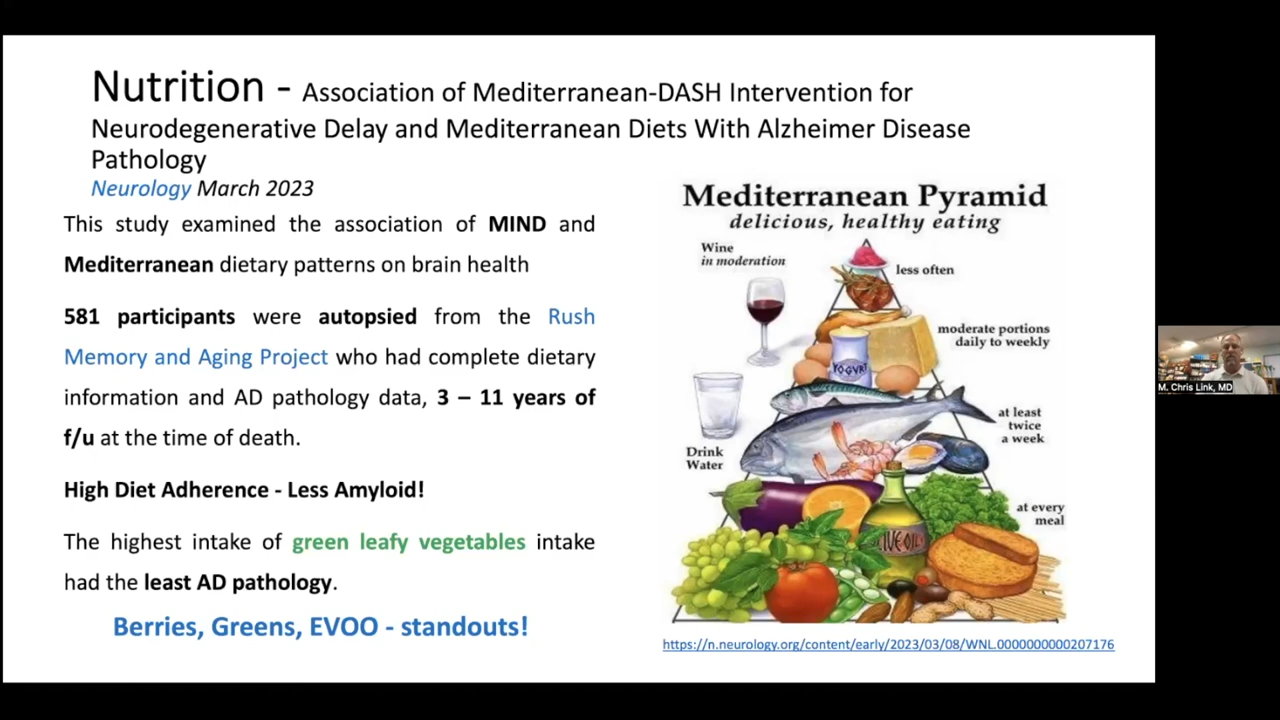 Nutrition - Association of Mediterranean-DASH Intervention for
Neurodegenerative Delay and Mediterranean Diets With Alzheimer Disease
Pathology
Neurology March 2023
This study examined the association of MIND and
Mediterranean dietary patterns on brain health
581 participants were autopsied from the Rush
Memory and Aging Project who had complete dietary
information and AD pathology data, 3 – 11 years of
f/u at the time of death.
High Diet Adherence - Less Amyloid!
The highest intake of green leafy vegetables intake
had the least AD pathology.
Berries, Greens, EVOO - standouts!
Mediterranean Pyramid
delicious, healthy eating
Wine
in moderation
less often
moderate portions
daily to weekly
YOGURT
at least
twice
a week
Drink
Water
at every
meal
OLIVE OIL
https://n.neurology.org/content/early/2023/03/08/WNL.0000000000207176
M. Chris Link, MD